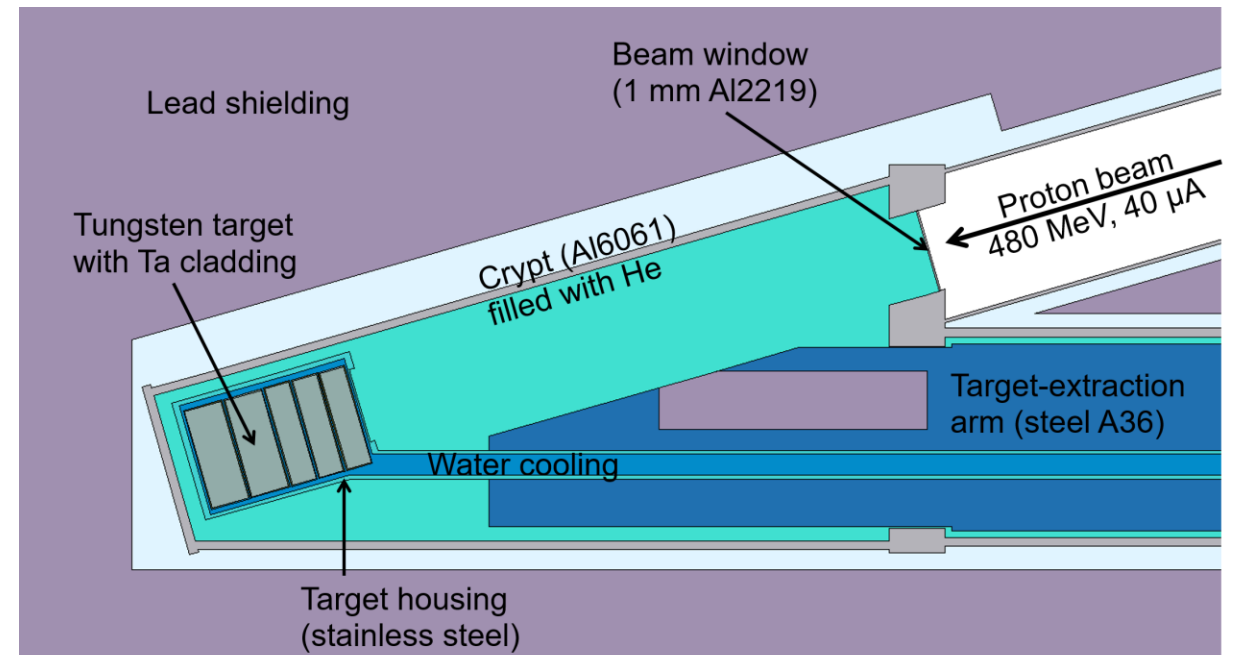 Beam window
(1 mm Al2219)
Lead shielding
Proton beam
480 MeV, 40 μA
Tungsten target
with Ta cladding
Crypt (Al6061)
filled with He
Target-extraction
arm (steel A36)
Water cooling
Target housing
(stainless steel)